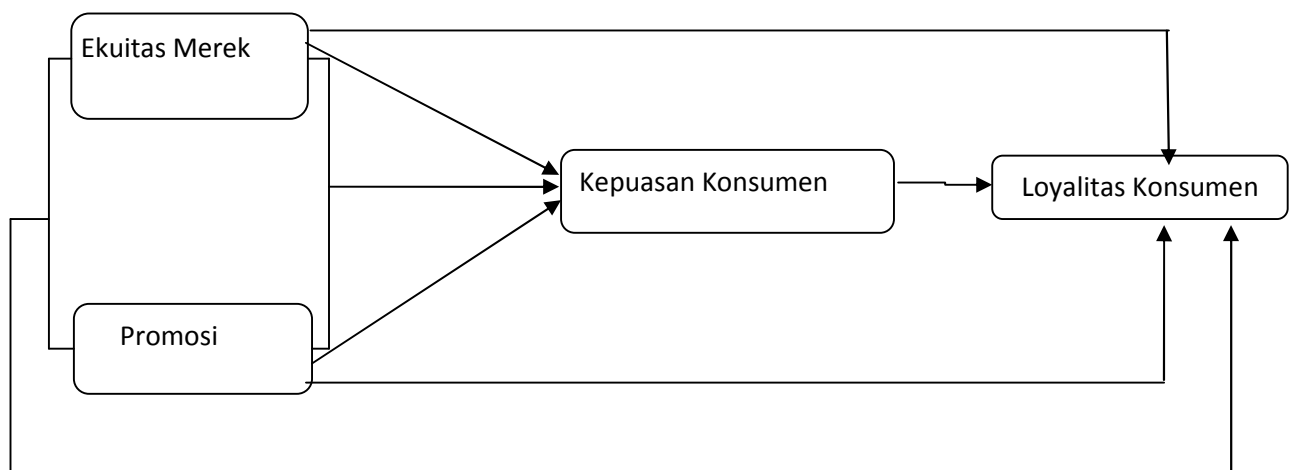 Ekuitas Merek
Kepuasan Konsumen
Loyalitas Konsumen
Promosi